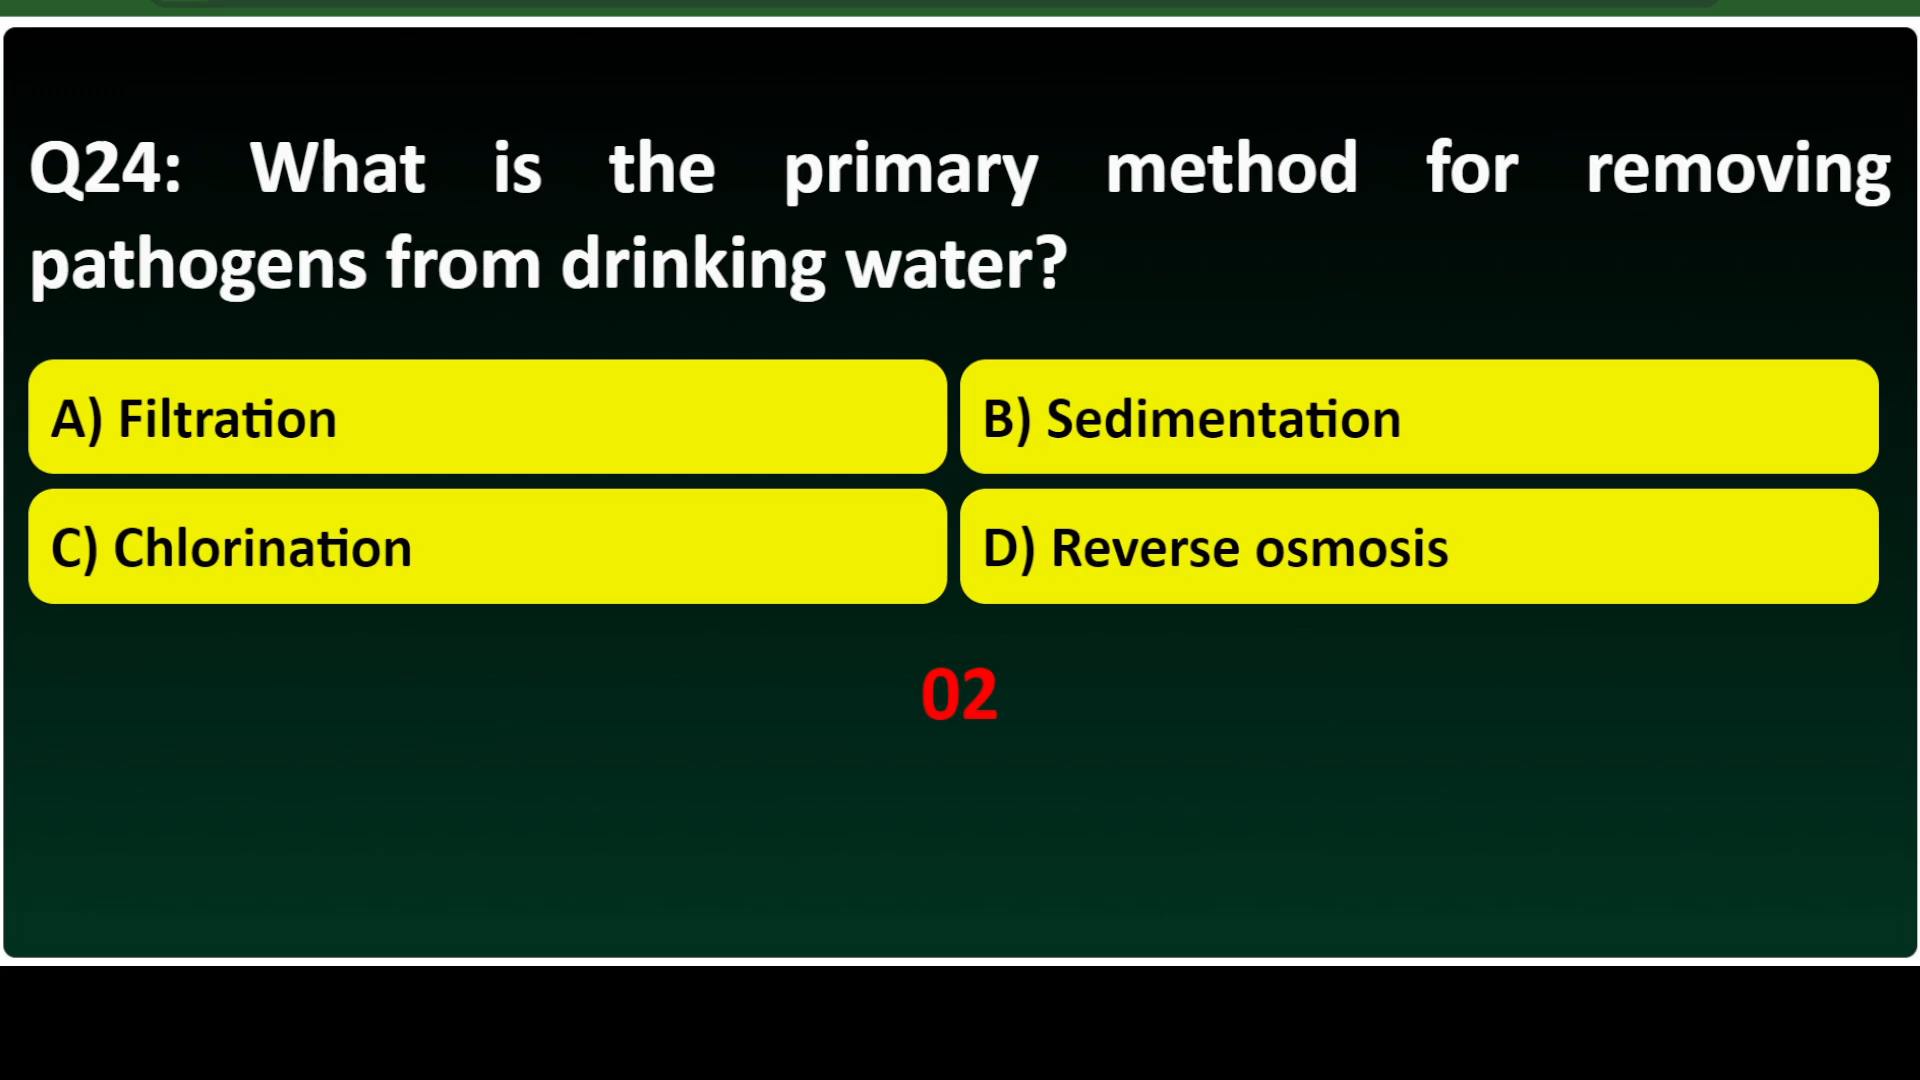 Q24: What is the primary method for removing
pathogens from drinking water?
A) Filtration
B) Sedimentation
C) Chlorination
D) Reverse osmosis
02